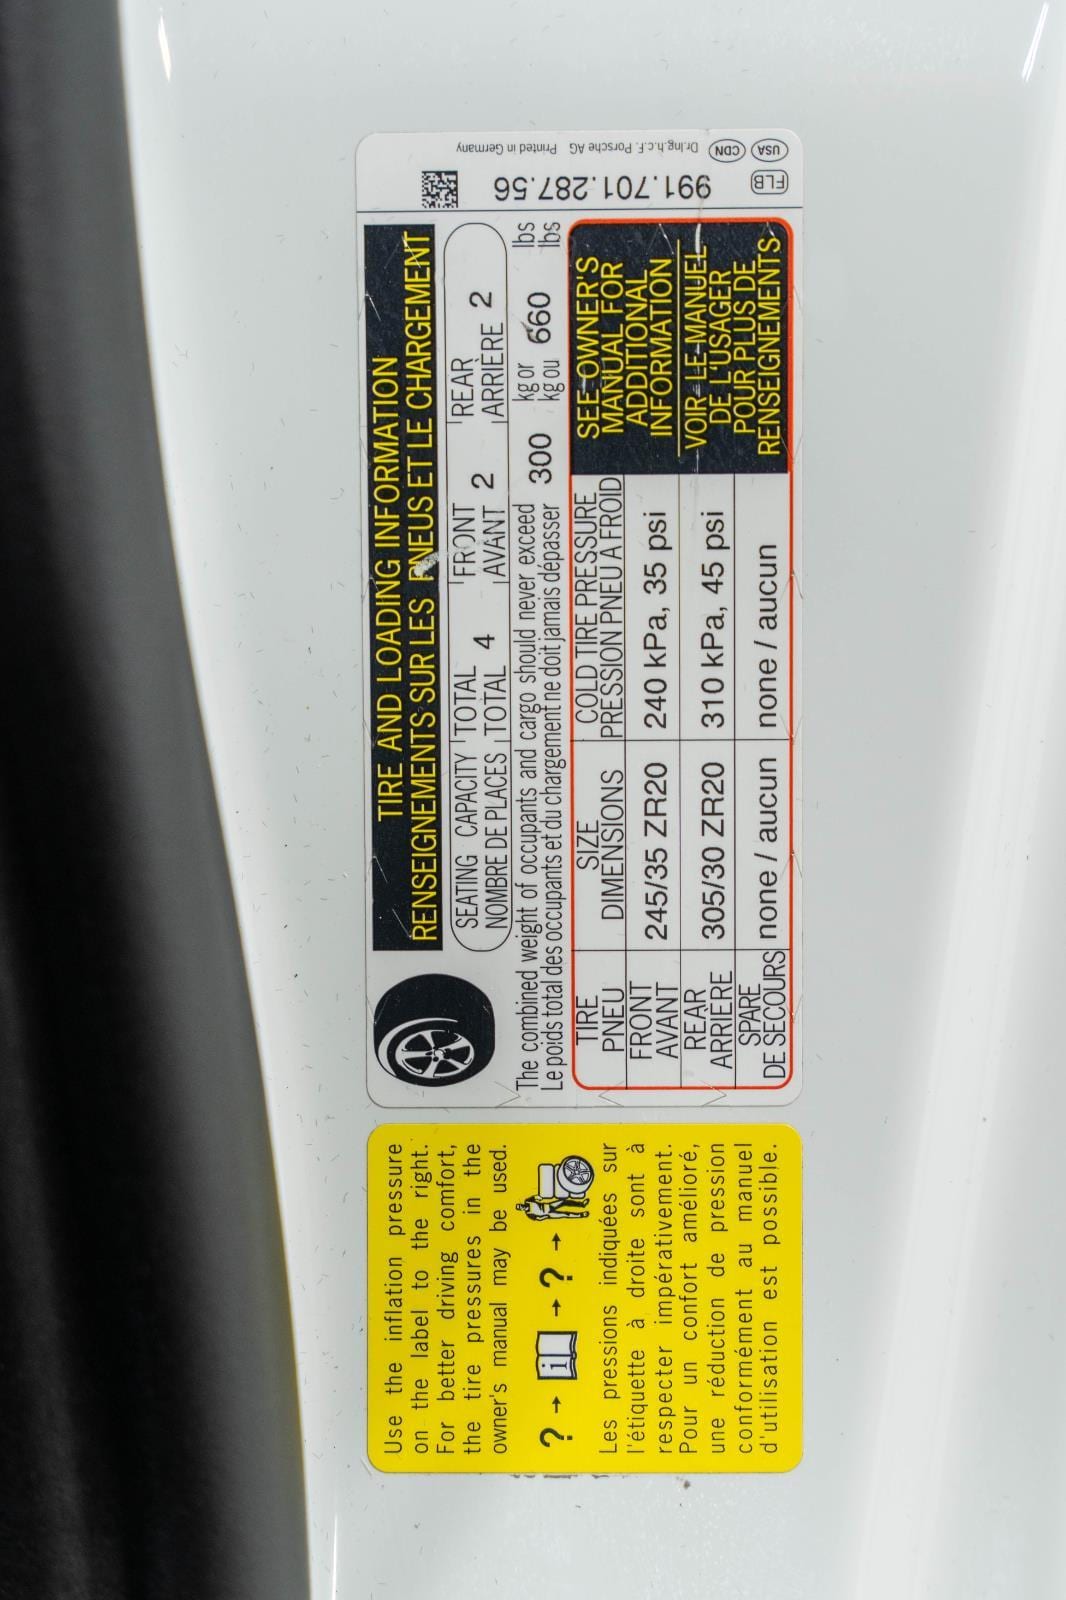 TIRE AND LOADING INFORMATION
RENSEIGNEMENTS SUR LES PNEUS ET LE CHARGEMENT
SEATING CAPACITY TOTAL 4 FRONT 2 REAR 2
NOMBRE DE PLACES TOTAL AVANT ARRIÈRE
The combined weight of occupants and cargo should never exceed 300 kg or 660 lbs
Le poids total des occupants et du chargement ne doit jamais dépasser kg ou lbs
TIRE SIZE COLD TIRE PRESSURE
PNEU DIMENSIONS PRESSION PNEU A FROID
FRONT
AVANT 245/35 ZR20 240 kPa, 35 psi
REAR
ARRIÈRE 305/30 ZR20 310 kPa, 45 psi
SPARE
DE SECOURS none / aucun none / aucun
SEE OWNER'S
MANUAL FOR
ADDITIONAL
INFORMATION
VOIR LE MANUEL
DE L'USAGER
POUR PLUS DE
RENSEIGNEMENTS
FLB 991.701.287.56
USA CDN Dr.Ing.h.c.F. Porsche AG Printed in Germany
Use the inflation pressure
on the label to the right.
For better driving comfort,
the tire pressures in the
owner's manual may be used.
? → i → ? →
Les pressions indiquées sur
l'étiquette à droite sont à
respecter impérativement.
Pour un confort amélioré,
une réduction de pression
conformément au manuel
d'utilisation est possible.